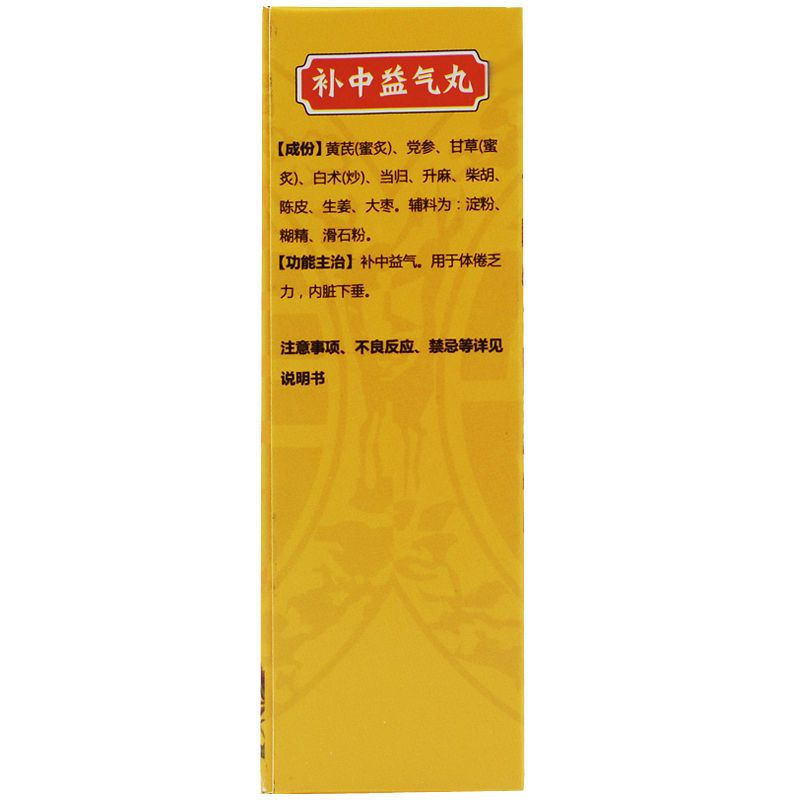 补中益气丸
【成份】黄芪(蜜炙)、党参、甘草(蜜
炙)、白术(炒)、当归、升麻、柴胡、
陈皮、生姜、大枣。辅料为：淀粉、
糊精、滑石粉。
【功能主治】补中益气。用于体倦乏
力，内脏下垂。
注意事项、不良反应、禁忌等详见
说明书